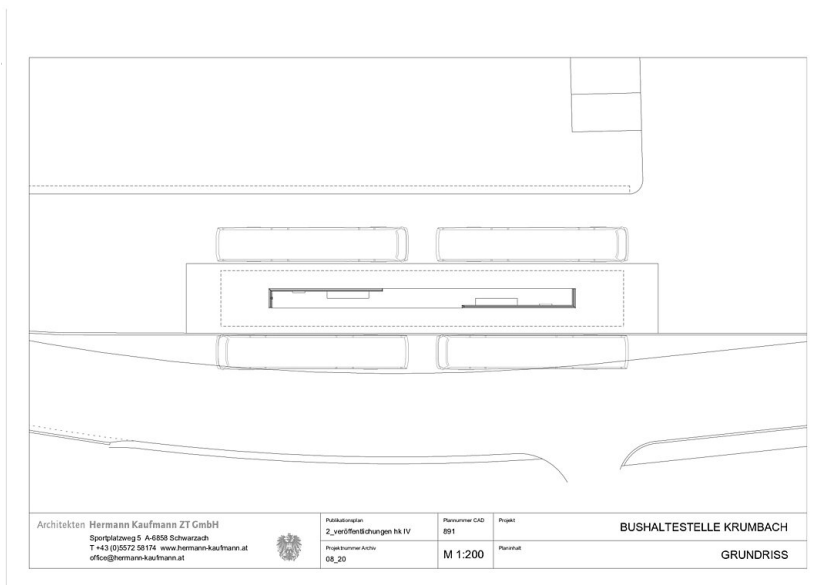 Architekten Hermann Kaufmann ZT GmbH
Sportplatzweg 5 A-6858 Schwarzach
T +43 (0)5572 58174 www.hermann-kaufmann.at
office@hermann-kaufmann.at
Publikationsplan
2_veröffentlichungen hk IV
Projektnummer Archiv
08_20
Plannummer CAD
891
M 1:200
Projekt
BUSHALTESTELLE KRUMBACH
Planinhalt
GRUNDRISS